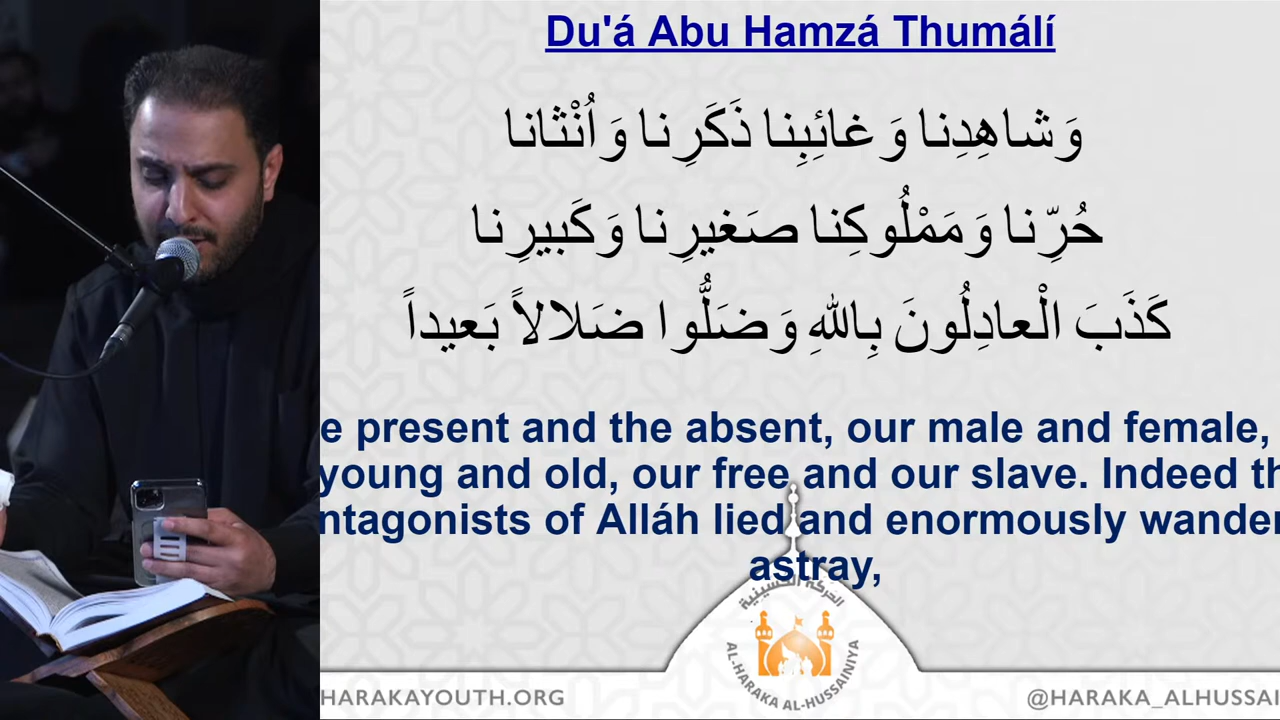 Du'á Abu Hamzá Thumálí
وَشاهِدِنا وَ غائِبِنا ذَكَرِنا وَ اُنْثانا
حُرِّنا وَمَمْلُوكِنا صَغيرِنا وَكَبيرِنا
كَذَبَ الْعادِلُونَ بِاللهِ وَضَلُّوا ضَلالاً بَعيداً
e present and the absent, our male and female,
young and old, our free and our slave. Indeed th
ntagonists of Alláh lied and enormously wander
astray,
الحركة الحسينية
AL-HARAKA AL-HUSSAINIYA
HARAKAYOUTH.ORG
@HARAKA_ALHUSSAI